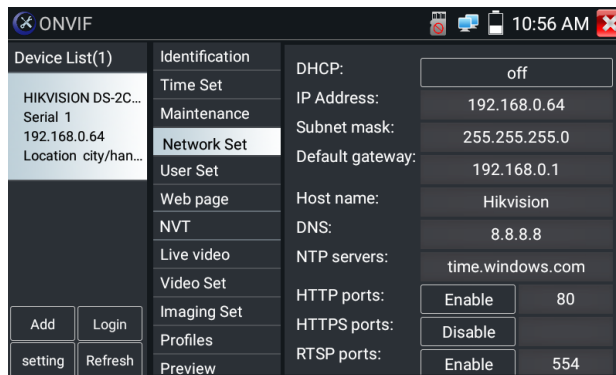 ONVIF
10:56 AM
Device List(1)
HIKVISION DS-2C...
Serial 1
192.168.0.64
Location city/han...
Add
Login
setting
Refresh
Identification
Time Set
Maintenance
Network Set
User Set
Web page
NVT
Live video
Video Set
Imaging Set
Profiles
Preview
DHCP: off
IP Address: 192.168.0.64
Subnet mask: 255.255.255.0
Default gateway: 192.168.0.1
Host name: Hikvision
DNS: 8.8.8.8
NTP servers: time.windows.com
HTTP ports: Enable 80
HTTPS ports: Disable
RTSP ports: Enable 554